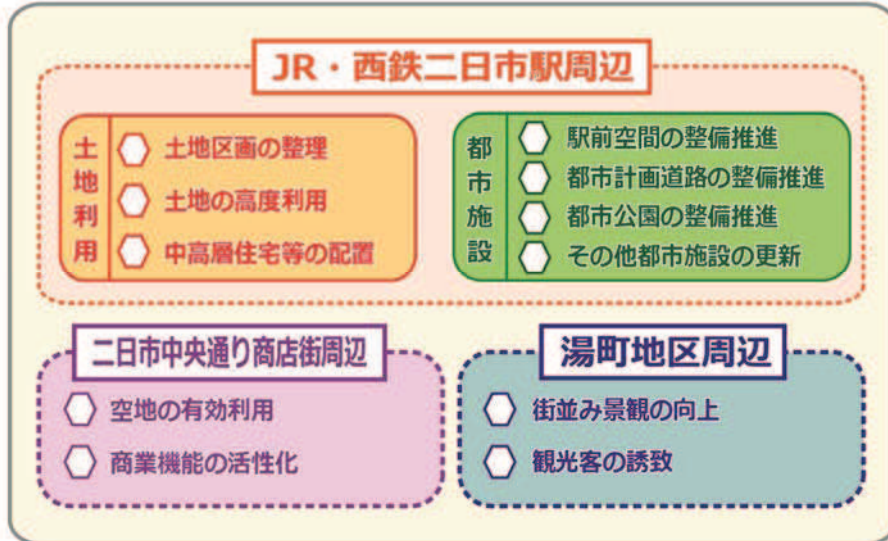 JR・西鉄二日市駅周辺
土地利用
土地区画の整理
土地の高度利用
中高層住宅等の配置
都市施設
駅前空間の整備推進
都市計画道路の整備推進
都市公園の整備推進
その他都市施設の更新
二日市中央通り商店街周辺
空地の有効利用
商業機能の活性化
湯町地区周辺
街並み景観の向上
観光客の誘致